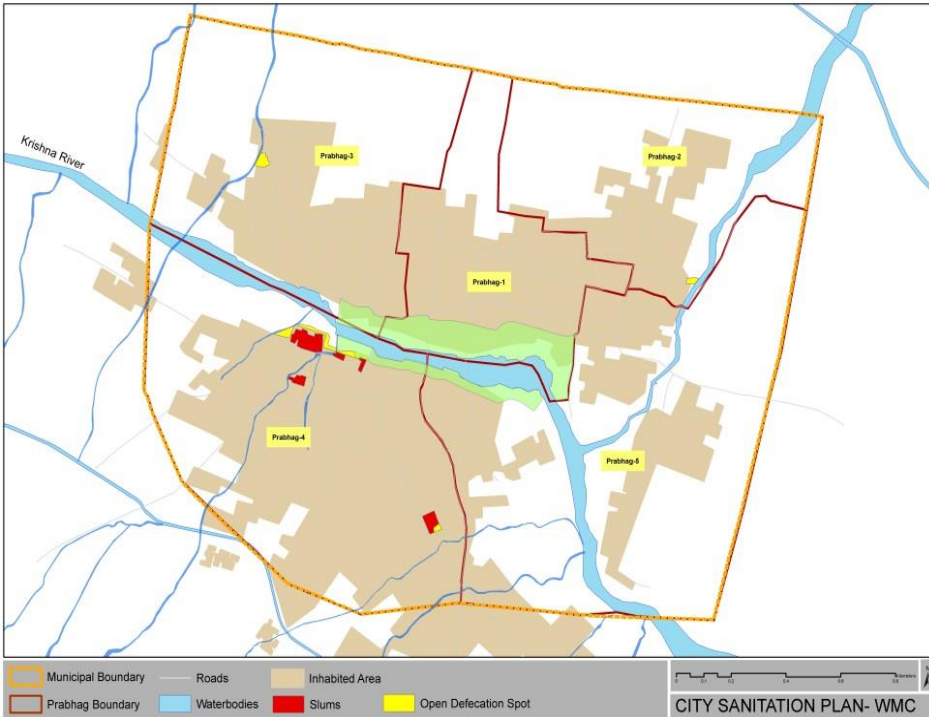 Krishna River
Prabhag-3
Prabhag-2
Prabhag-1
Prabhag-4
Prabhag-5
Municipal Boundary
Roads
Inhabited Area
Prabhag Boundary
Waterbodies
Slums
Open Defecation Spot
CITY SANITATION PLAN- WMC